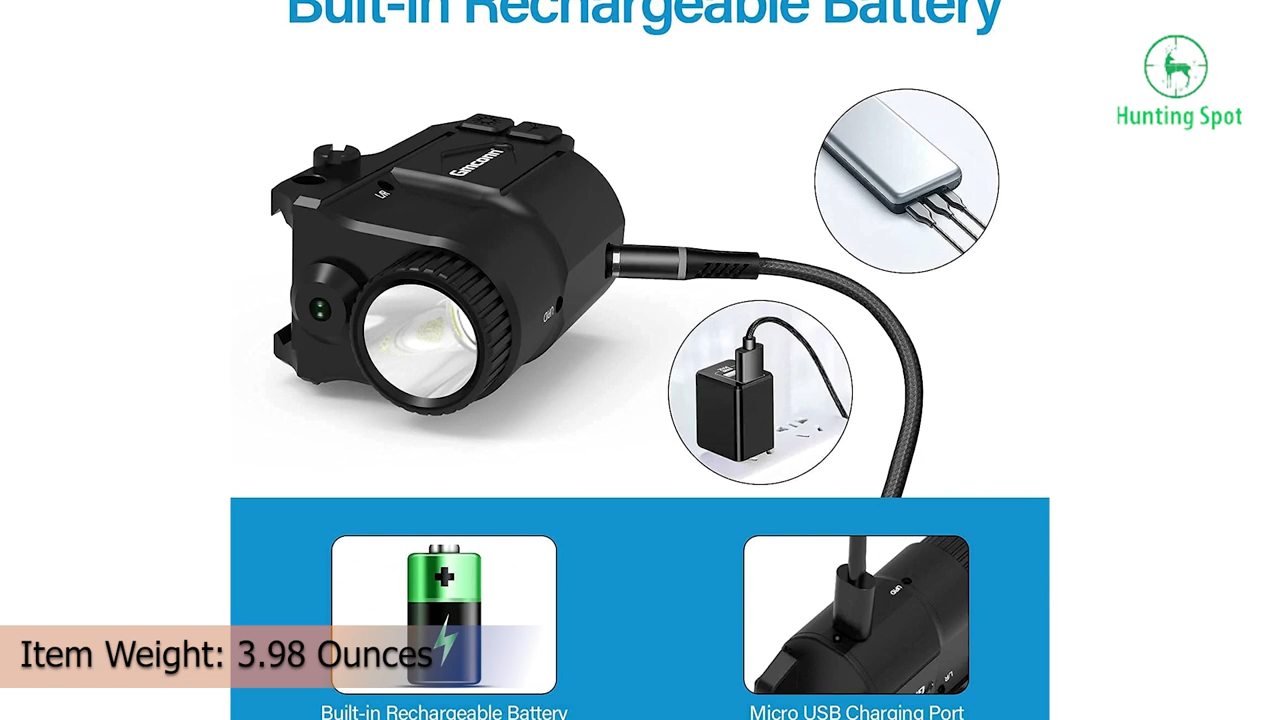 Built-in Rechargeable Battery
Hunting Spot
Gmconn
L/R
U/D
U/D
L/R
Item Weight: 3.98 Ounces
Built-in Rechargeable Battery
Micro USB Charging Port